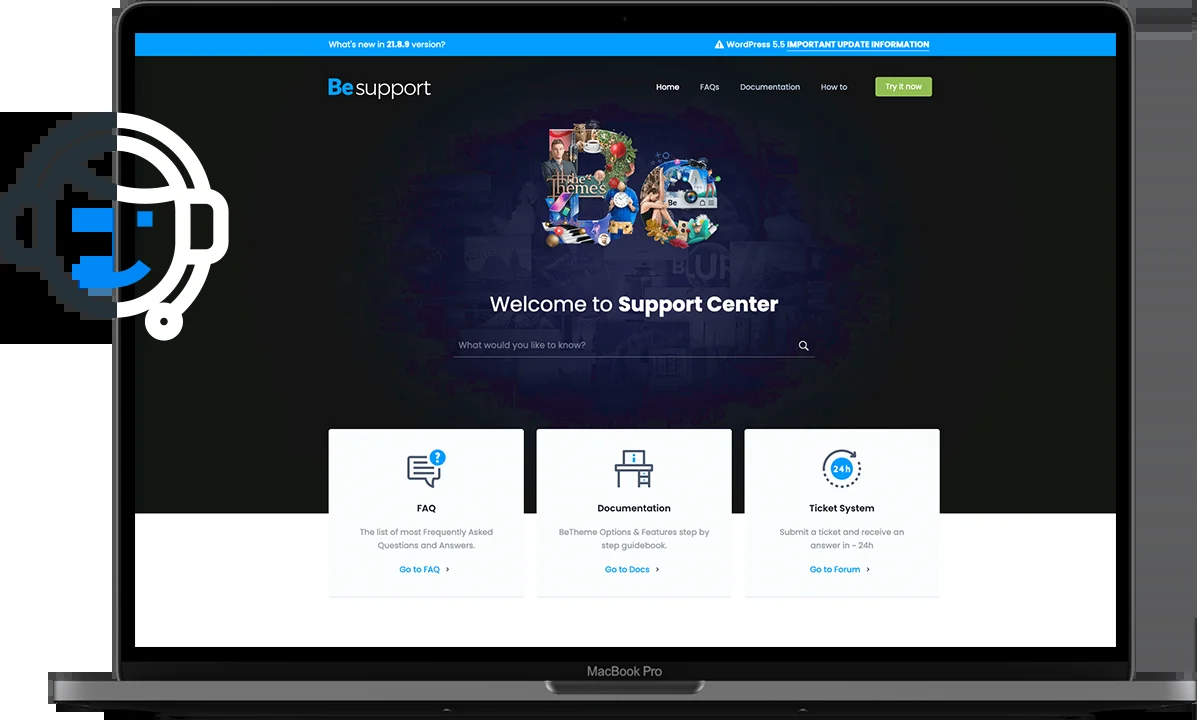 What's new in 21.8.9 version?
WordPress 5.5 IMPORTANT UPDATE INFORMATION
Besupport
Home FAQs Documentation How to Try it now
The
Themes
Be
BLUR
Welcome to Support Center
What would you like to know?
?
i
24h
FAQ
Documentation
Ticket System
The list of most Frequently Asked
Questions and Answers.
BeTheme Options & Features step by
step guidebook.
Submit a ticket and receive an
answer in ~ 24h
Go to FAQ >
Go to Docs >
Go to Forum >
MacBook Pro